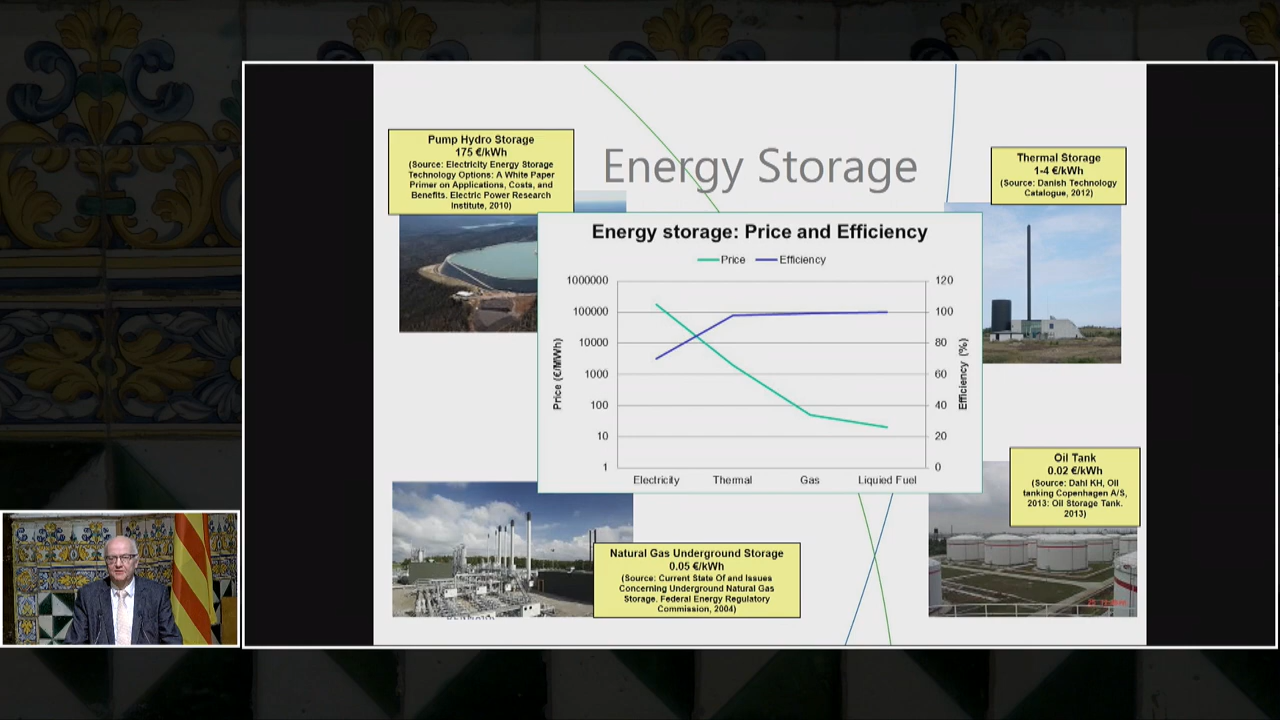 Pump Hydro Storage
175 €/kWh
(Source: Electricity Energy Storage
Technology Options: A White Paper
Primer on Applications, Costs, and
Benefits. Electric Power Research
Institute, 2010)
Energy Storage
Thermal Storage
1-4 €/kWh
(Source: Danish Technology
Catalogue, 2012)
Energy storage: Price and Efficiency
Price Efficiency
1000000
100000
10000
1000
100
10
1
Price (€/MWh)
120
100
80
60
40
20
0
Efficiency (%)
Electricity Thermal Gas Liquied Fuel
Oil Tank
0.02 €/kWh
(Source: Dahl KH, Oil
tanking Copenhagen A/S,
2013: Oil Storage Tank.
2013)
Natural Gas Underground Storage
0.05 €/kWh
(Source: Current State Of and Issues
Concerning Underground Natural Gas
Storage. Federal Energy Regulatory
Commission, 2004)